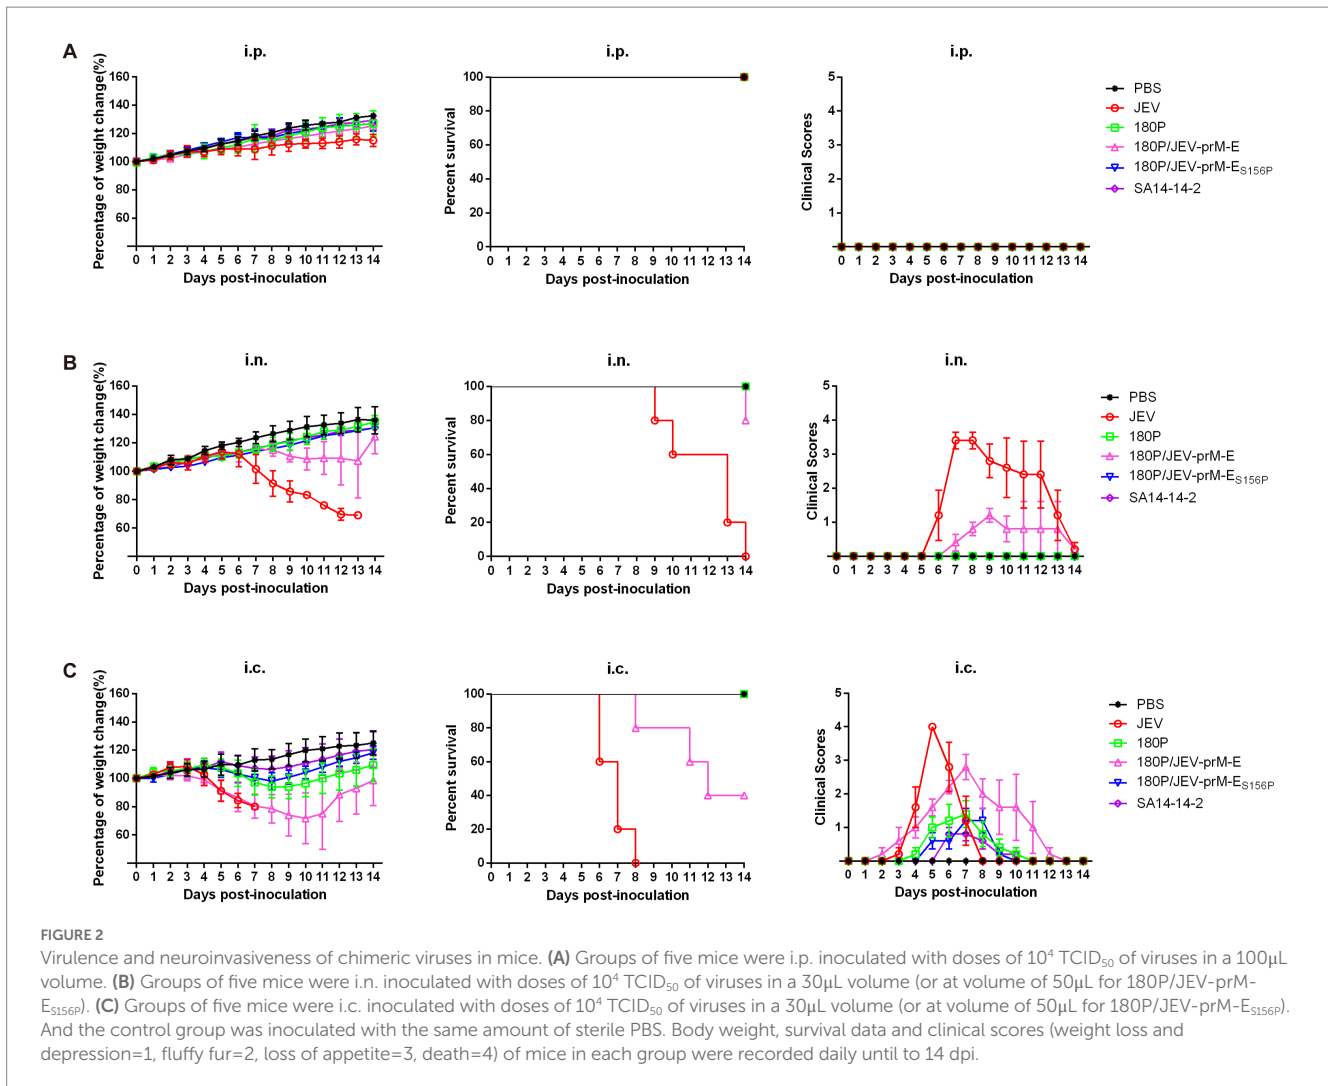 A
i.p.
i.p.
i.p.
Percentage of weight change(%)
160
140
120
100
80
60
0 1 2 3 4 5 6 7 8 9 10 11 12 13 14
Days post-inoculation
Percent survival
100
80
60
40
20
0
0 1 2 3 4 5 6 7 8 9 10 11 12 13 14
Days post-inoculation
Clinical Scores
5
4
3
2
1
0 1 2 3 4 5 6 7 8 9 10 11 12 13 14
Days post-inoculation
PBS
JEV
180P
180P/JEV-prM-E
180P/JEV-prM-ES156P
SA14-14-2
B
i.n.
i.n.
i.n.
Percentage of weight change(%)
160
140
120
100
80
60
0 1 2 3 4 5 6 7 8 9 10 11 12 13 14
Days post-inoculation
Percent survival
100
80
60
40
20
0
0 1 2 3 4 5 6 7 8 9 10 11 12 13 14
Days post-inoculation
Clinical Scores
5
4
3
2
1
0 1 2 3 4 5 6 7 8 9 10 11 12 13 14
Days post-inoculation
PBS
JEV
180P
180P/JEV-prM-E
180P/JEV-prM-ES156P
SA14-14-2
C
i.c.
i.c.
i.c.
Percentage of weight change(%)
160
140
120
100
80
60
0 1 2 3 4 5 6 7 8 9 10 11 12 13 14
Days post-inoculation
Percent survival
100
80
60
40
20
0
0 1 2 3 4 5 6 7 8 9 10 11 12 13 14
Days post-inoculation
Clinical Scores
5
4
3
2
1
0 1 2 3 4 5 6 7 8 9 10 11 12 13 14
Days post-inoculation
PBS
JEV
180P
180P/JEV-prM-E
180P/JEV-prM-ES156P
SA14-14-2
FIGURE 2
Virulence and neuroinvasiveness of chimeric viruses in mice. (A) Groups of five mice were i.p. inoculated with doses of 10⁴ TCID₅₀ of viruses in a 100μL
volume. (B) Groups of five mice were i.n. inoculated with doses of 10⁴ TCID₅₀ of viruses in a 30μL volume (or at volume of 50μL for 180P/JEV-prM-
ES156P). (C) Groups of five mice were i.c. inoculated with doses of 10⁴ TCID₅₀ of viruses in a 30μL volume (or at volume of 50μL for 180P/JEV-prM-ES156P).
And the control group was inoculated with the same amount of sterile PBS. Body weight, survival data and clinical scores (weight loss and
depression=1, fluffy fur=2, loss of appetite=3, death=4) of mice in each group were recorded daily until to 14 dpi.